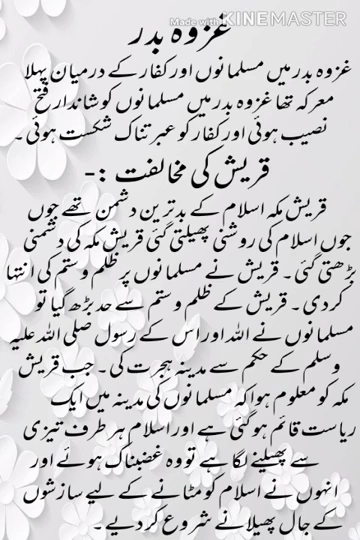 Made with KINEMASTER
غزوہ بدر
غزوہ بدر میں مسلمانوں اور کفار کے درمیان پہلا
معرکہ تھا غزوہ بدر میں مسلمانوں کو شاندار فتح
نصیب ہوئی اور کفار کو عبرتناک شکست ہوئی۔
قریش کی مخالفت :-
قریش مکہ اسلام کے بدترین دشمن تھے جوں
جوں اسلام کی روشنی پھیلتی گئی قریش مکہ کی دشمنی
بڑھتی گئی۔ قریش نے مسلمانوں پر ظلم و ستم کی انتہا
کردی۔ قریش کے ظلم و ستم سے حد بڑھ گیا تو
مسلمانوں نے اللہ اور اس کے رسول صلی اللہ علیہ
وسلم کے حکم سے مدینہ ہجرت کی۔ جب قریش
مکہ کو معلوم ہوا کہ مسلمانوں کی مدینہ میں ایک
ریاست قائم ہوگئی ہے اور اسلام ہر طرف تیزی
سے پھیلنے لگا ہے تو وہ غضبناک ہوئے اور
انہوں نے اسلام کو مٹانے کے لیے سازشوں
کے جال پھیلانے شروع کردیے۔